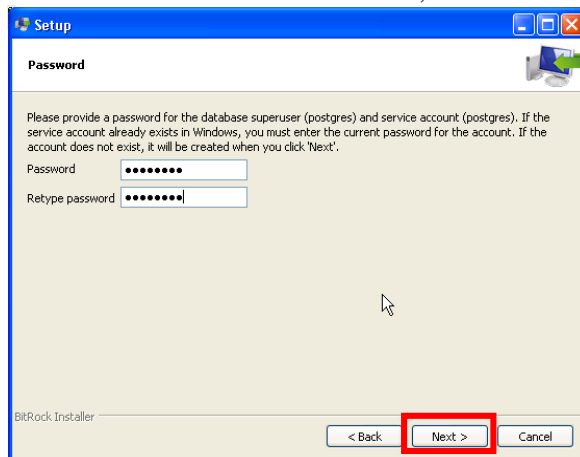 Setup
Password
Please provide a password for the database superuser (postgres) and service account (postgres). If the
service account already exists in Windows, you must enter the current password for the account. If the
account does not exist, it will be created when you click 'Next'.
Password ●●●●●●●●
Retype password ●●●●●●●●
BitRock Installer
< Back Next > Cancel